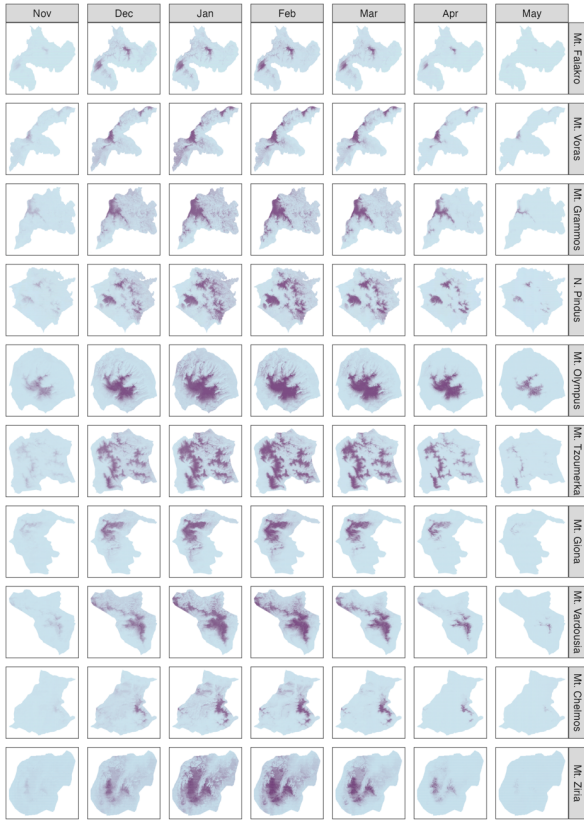 Nov
Dec
Jan
Feb
Mar
Apr
May
Mt. Falakro
Mt. Voras
Mt. Grammos
N. Pindus
Mt. Olympus
Mt. Tzoumerka
Mt. Giona
Mt. Vardousia
Mt. Chelmos
Mt. Ziria